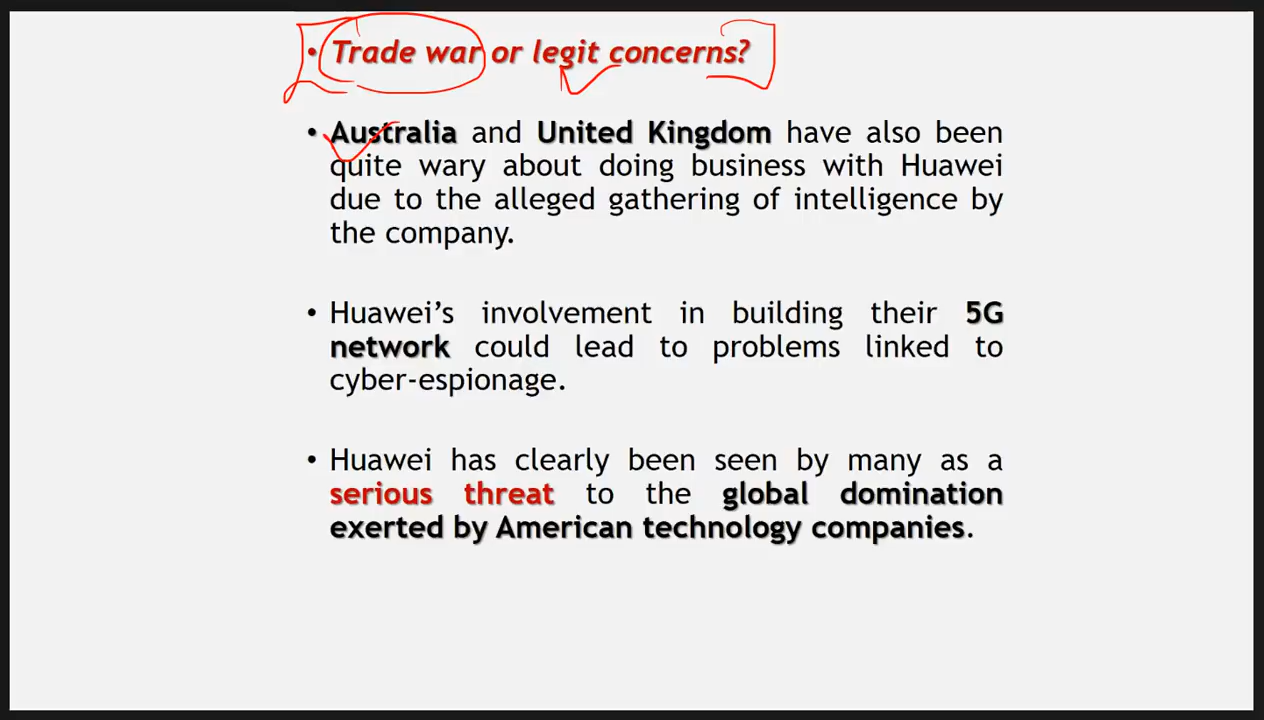 • Trade war or legit concerns?
• Australia and United Kingdom have also been
quite wary about doing business with Huawei
due to the alleged gathering of intelligence by
the company.
• Huawei’s involvement in building their 5G
network could lead to problems linked to
cyber-espionage.
• Huawei has clearly been seen by many as a
serious threat to the global domination
exerted by American technology companies.